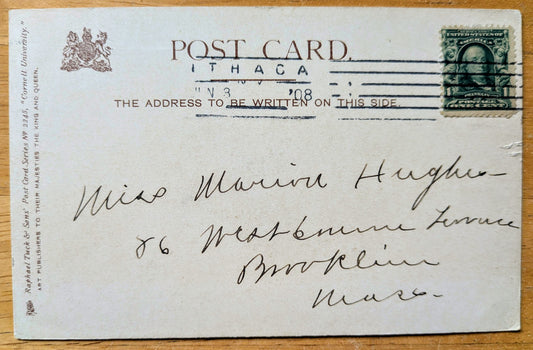 POST CARD.
ITHACA
'08
THE ADDRESS TO BE WRITTEN ON THIS SIDE.
Raphael Tuck & Sons' Post Card Series Nº 2245, "Cornell University."
ART PUBLISHERS TO THEIR MAJESTIES THE KING AND QUEEN.
Miss Marion Hughes
86 Westbourne Terrace
Brookline
Mass.